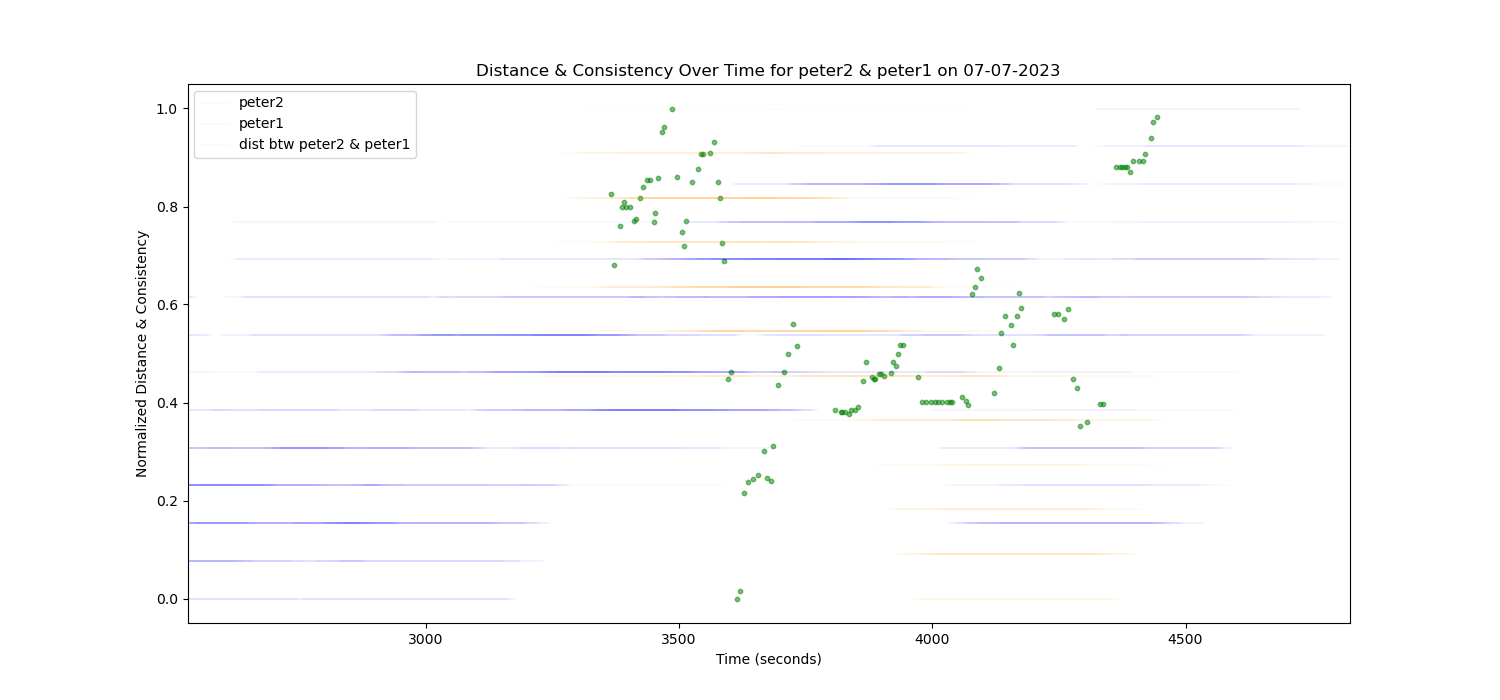 Distance & Consistency Over Time for peter2 & peter1 on 07-07-2023
peter2
peter1
dist btw peter2 & peter1
Normalized Distance & Consistency
1.0
0.8
0.6
0.4
0.2
0.0
3000 3500 4000 4500
Time (seconds)